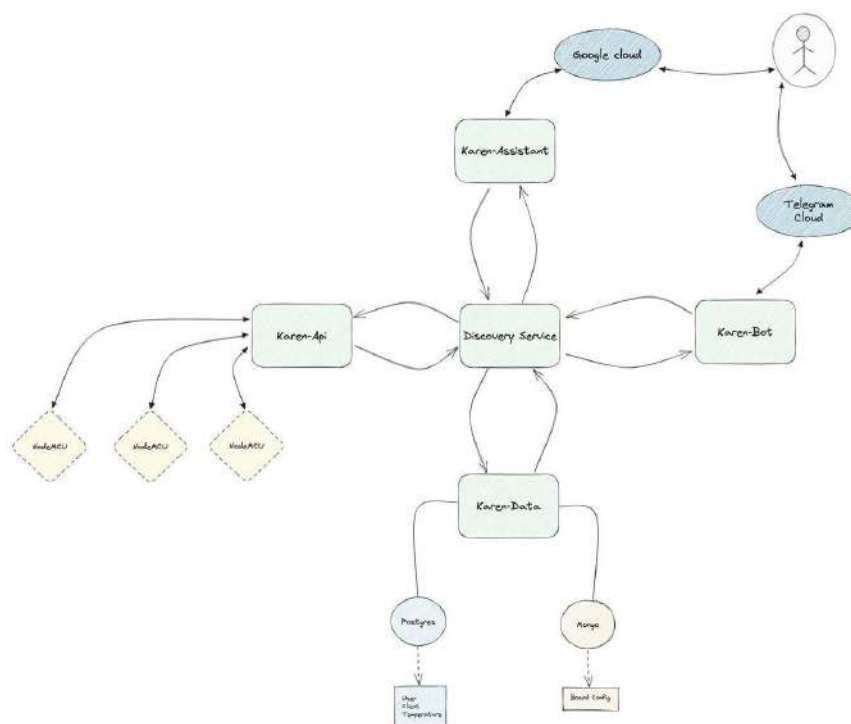 Google cloud
Karen-Assistant
Telegram
Cloud
Karen-Api
Discovery Service
Karen-Bot
NodeMCU
NodeMCU
NodeMCU
Karen-Data
Postgres
Mongo
User
Client
Temperature
Board Config